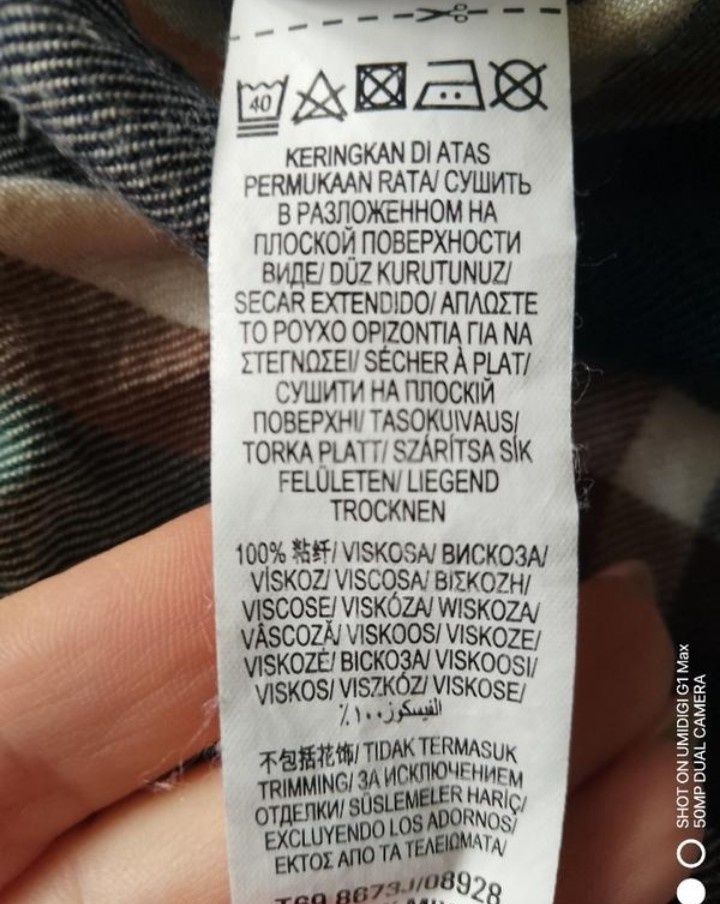 40
KERINGKAN DI ATAS
PERMUKAAN RATA/ СУШИТЬ
В РАЗЛОЖЕННОМ НА
ПЛОСКОЙ ПОВЕРХНОСТИ
ВИДЕ/ DÜZ KURUTUNUZ/
SECAR EXTENDIDO/ ΑΠΛΩΣΤΕ
ΤΟ ΡΟΥΧΟ ΟΡΙΖΟΝΤΙΑ ΓΙΑ ΝΑ
ΣΤΕΓΝΩΣΕΙ/ SÉCHER À PLAT/
СУШИТИ НА ПЛОСКІЙ
ПОВЕРХНІ/ TASOKUIVAUS/
TORKA PLATT/ SZÁRÍTSA SÍK
FELÜLETEN/ LIEGEND
TROCKNEN
100% 粘纤/ VISKOSA/ ВИСКОЗА/
VİSKOZ/ VISCOSA/ ΒΙΣΚΟΖΗ/
VISCOSE/ VISKÓZA/ WISKOZA/
VÂSCOZĂ/ VISKOOS/ VISKOZE/
VISKOZĖ/ ВІСКОЗА/ VISKOOSI/
VISKOS/ VISZKÓZ/ VISKOSE/
الفيسكوز ١٠٠٪
不包括花饰/ TIDAK TERMASUK
TRIMMING/ ЗА ИСКЛЮЧЕНИЕМ
ОТДЕЛКИ/ SÜSLEMELER HARİÇ/
EXCLUYENDO LOS ADORNOS/
ΕΚΤΟΣ ΑΠΟ ΤΑ ΤΕΛΕΙΩΜΑΤΑ/
T69 8673J/08928
SHOT ON UMIDIGI G1 Max
50MP DUAL CAMERA